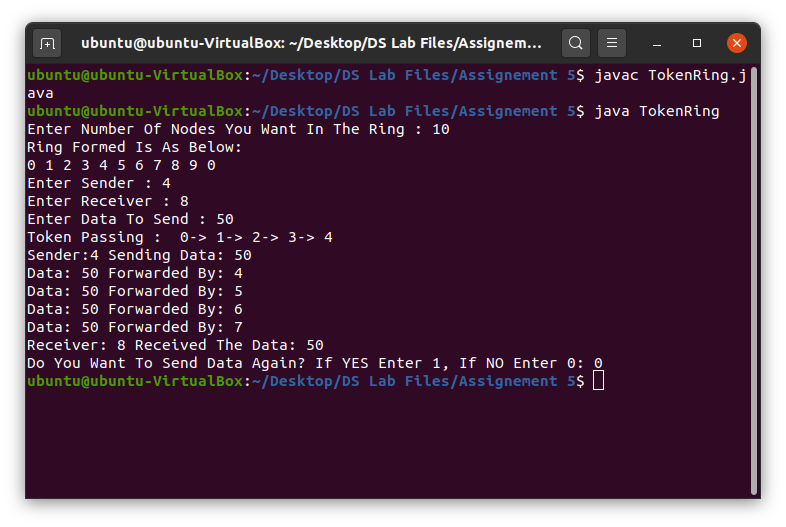 ubuntu@ubuntu-VirtualBox: ~/Desktop/DS Lab Files/Assignem...
ubuntu@ubuntu-VirtualBox:~/Desktop/DS Lab Files/Assignement 5$ javac TokenRing.j
ava
ubuntu@ubuntu-VirtualBox:~/Desktop/DS Lab Files/Assignement 5$ java TokenRing
Enter Number Of Nodes You Want In The Ring : 10
Ring Formed Is As Below:
0 1 2 3 4 5 6 7 8 9 0
Enter Sender : 4
Enter Receiver : 8
Enter Data To Send : 50
Token Passing :  0-> 1-> 2-> 3-> 4
Sender:4 Sending Data: 50
Data: 50 Forwarded By: 4
Data: 50 Forwarded By: 5
Data: 50 Forwarded By: 6
Data: 50 Forwarded By: 7
Receiver: 8 Received The Data: 50
Do You Want To Send Data Again? If YES Enter 1, If NO Enter 0: 0
ubuntu@ubuntu-VirtualBox:~/Desktop/DS Lab Files/Assignement 5$